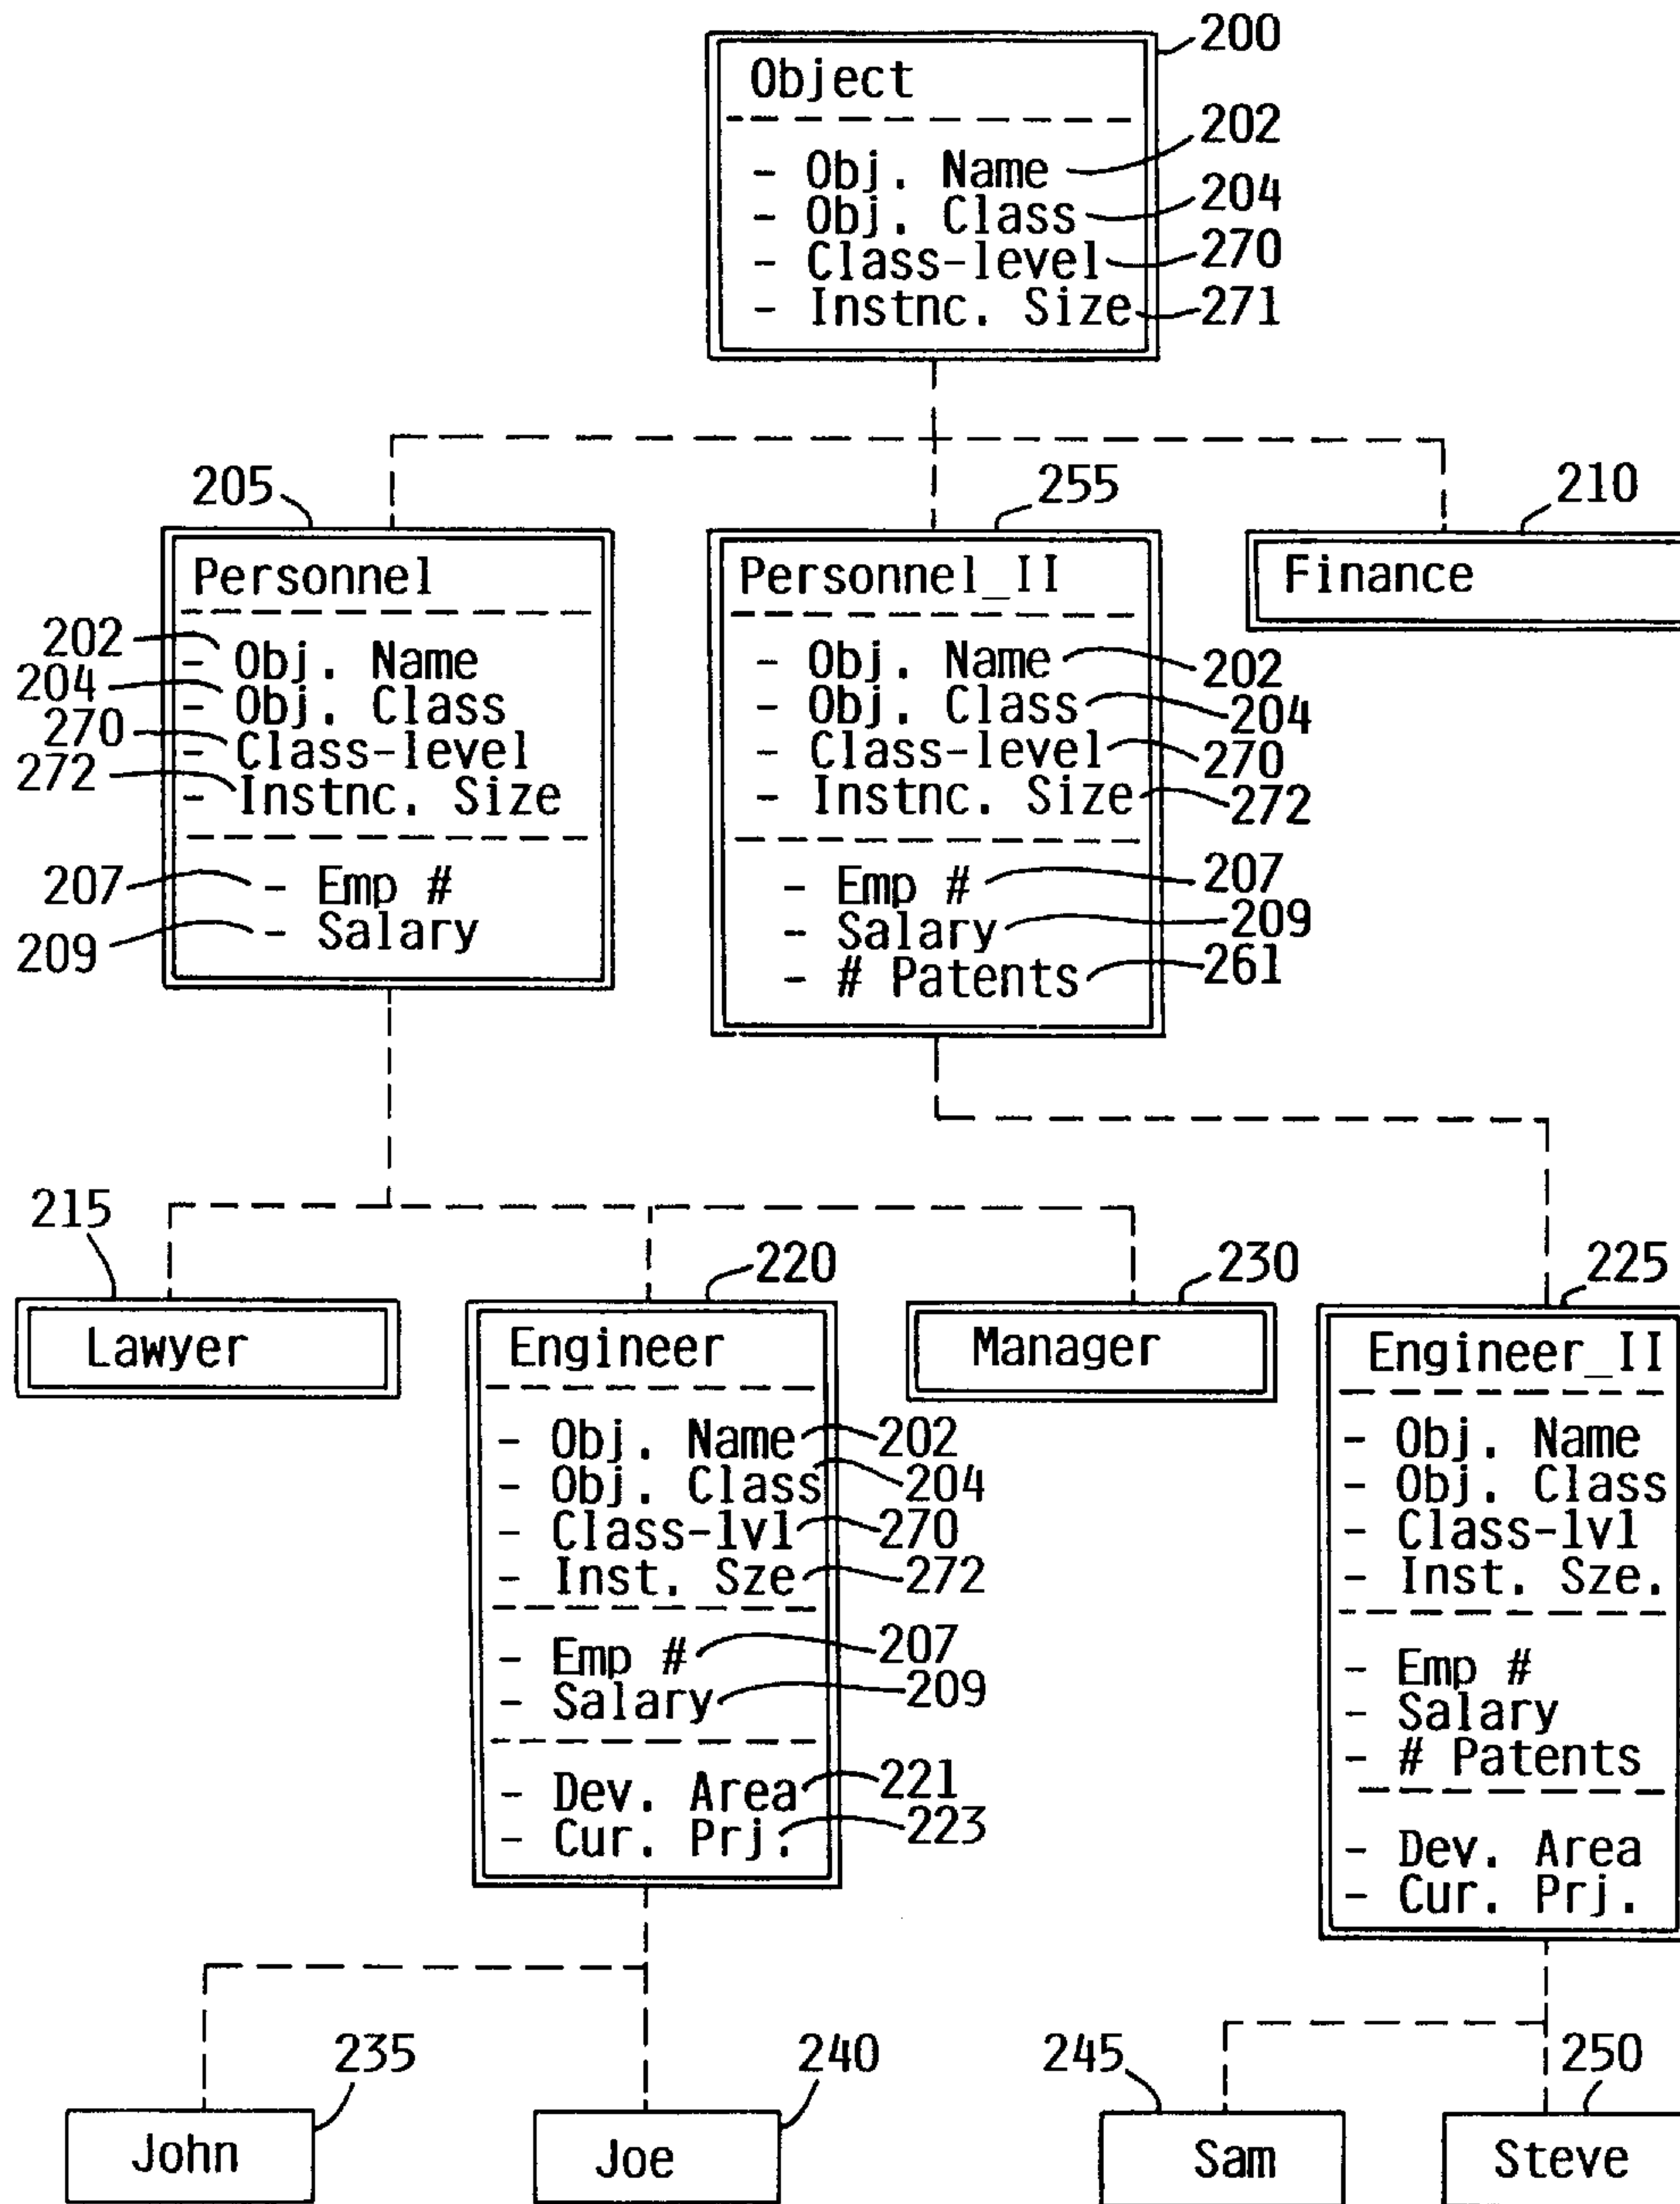 200
Object
- Obj. Name 202
- Obj. Class 204
- Class-level 270
- Instnc. Size 271
205
Personnel
202 - Obj. Name
204 - Obj. Class
270 - Class-level
272 - Instnc. Size
207 - Emp #
209 - Salary
255
Personnel_II
- Obj. Name 202
- Obj. Class 204
- Class-level 270
- Instnc. Size 272
- Emp # 207
- Salary 209
- # Patents 261
210
Finance
215
Lawyer
220
Engineer
- Obj. Name 202
- Obj. Class 204
- Class-lvl 270
- Inst. Sze 272
- Emp # 207
- Salary 209
- Dev. Area 221
- Cur. Prj. 223
230
Manager
225
Engineer_II
- Obj. Name
- Obj. Class
- Class-lvl
- Inst. Sze.
- Emp #
- Salary
- # Patents
- Dev. Area
- Cur. Prj.
235
John
240
Joe
245
Sam
250
Steve